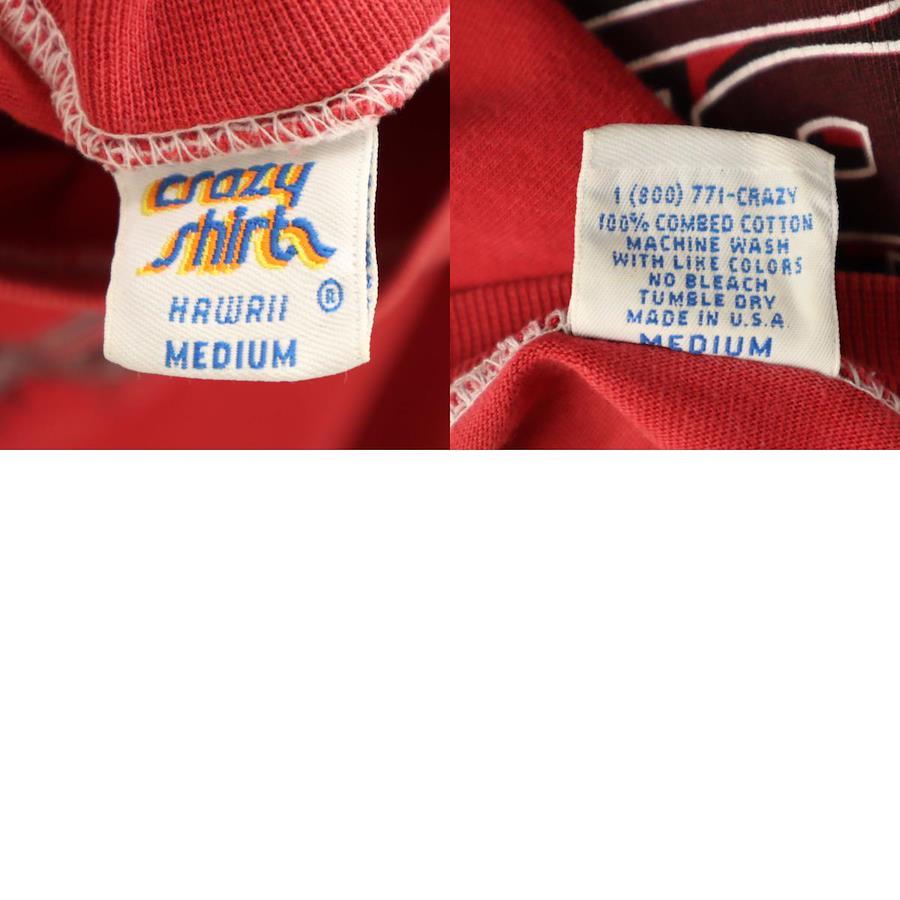 crazy
shirts
HAWAII ®
MEDIUM
1 (800) 771-CRAZY
100% COMBED COTTON
MACHINE WASH
WITH LIKE COLORS
NO BLEACH
TUMBLE DRY
MADE IN U.S.A.
MEDIUM